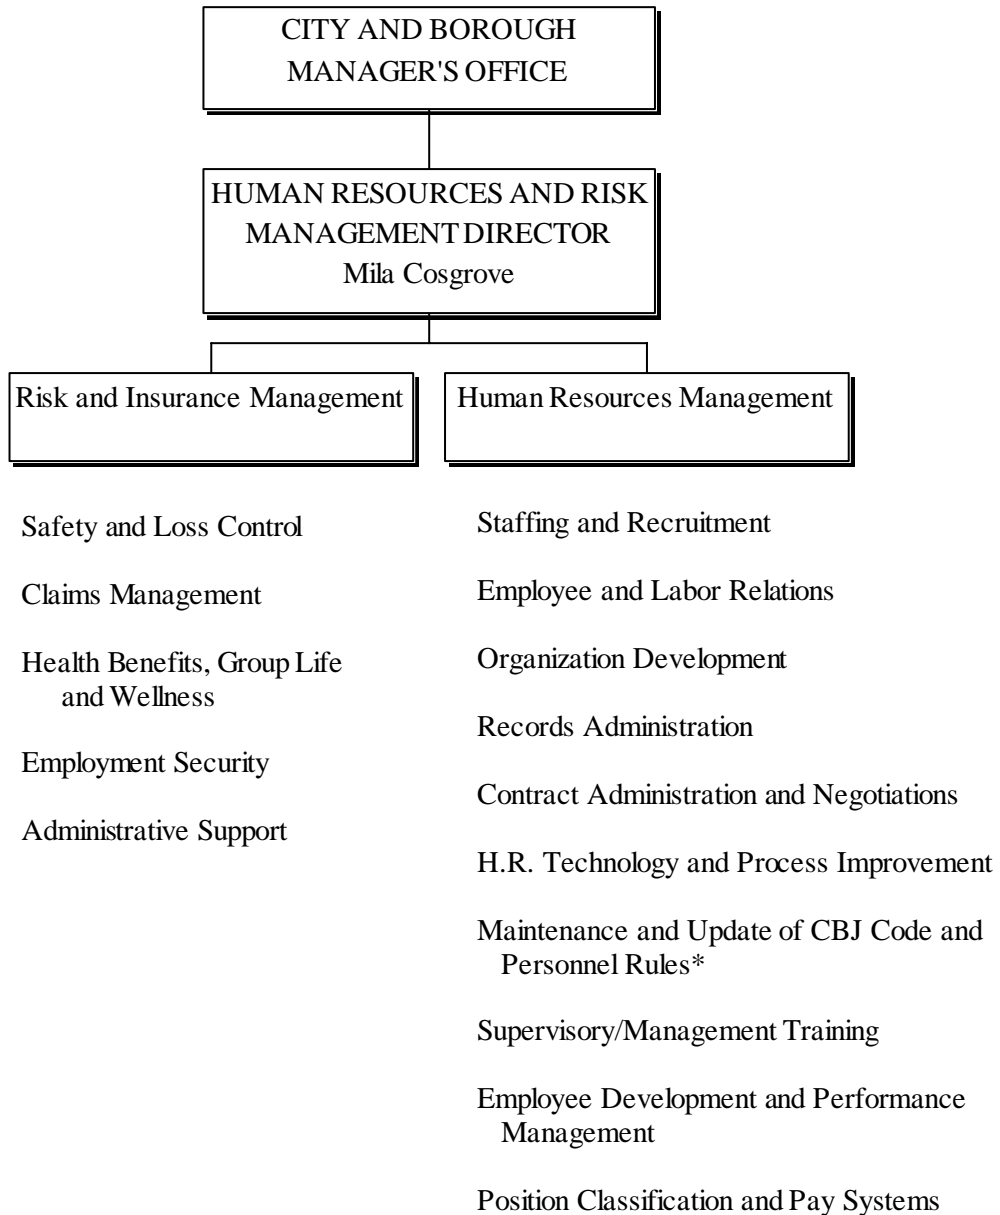 CITY AND BOROUGH
MANAGER'S OFFICE
HUMAN RESOURCES AND RISK
MANAGEMENT DIRECTOR
Mila Cosgrove
Risk and Insurance Management
Human Resources Management
Safety and Loss Control
Claims Management
Health Benefits, Group Life
and Wellness
Employment Security
Administrative Support
Staffing and Recruitment
Employee and Labor Relations
Organization Development
Records Administration
Contract Administration and Negotiations
H.R. Technology and Process Improvement
Maintenance and Update of CBJ Code and
Personnel Rules*
Supervisory/Management Training
Employee Development and Performance
Management
Position Classification and Pay Systems